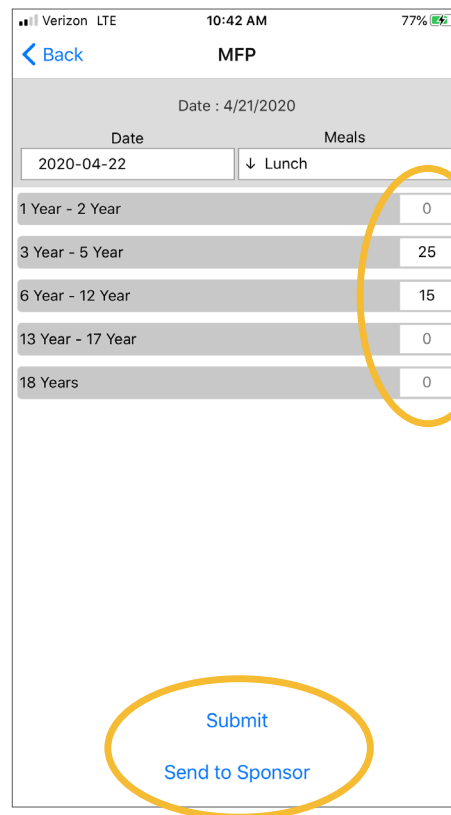 Verizon LTE 10:42 AM 77%
Back MFP
Date : 4/21/2020
Date Meals
2020-04-22 ↓ Lunch
1 Year - 2 Year 0
3 Year - 5 Year 25
6 Year - 12 Year 15
13 Year - 17 Year 0
18 Years 0
Submit
Send to Sponsor